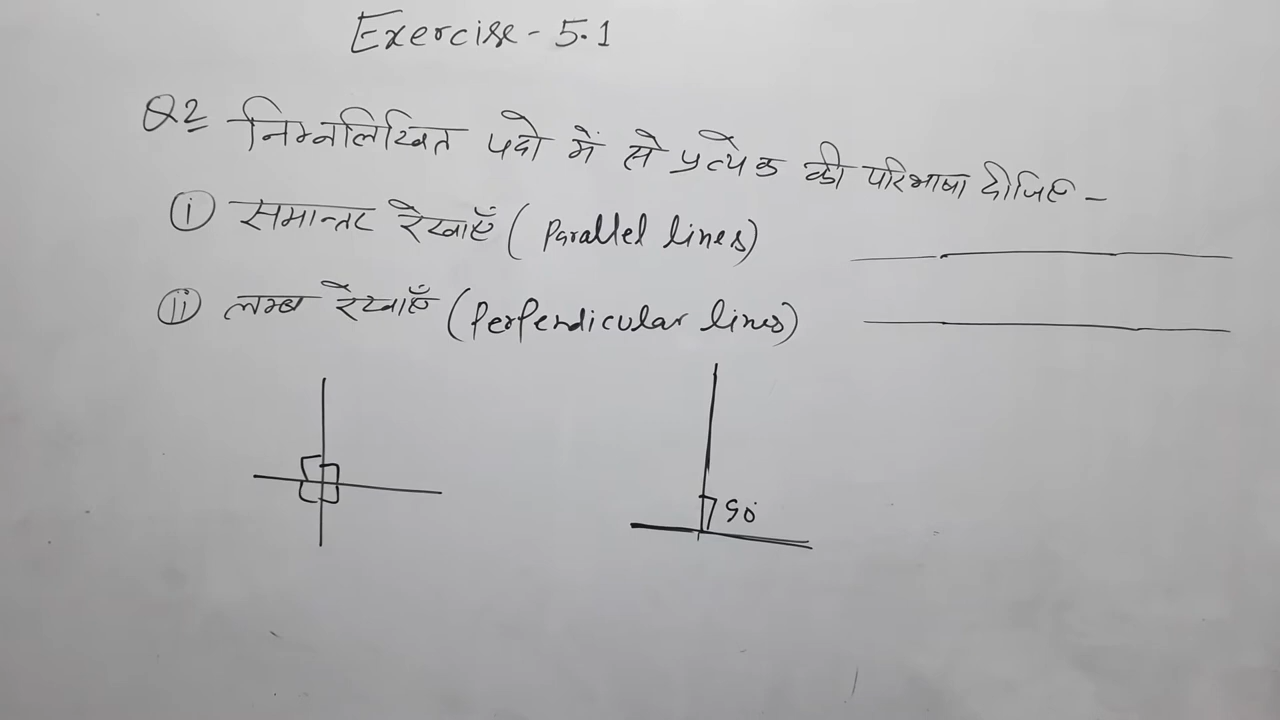 Exercise - 5.1
Q2 निम्नलिखित पदो में से प्रत्येक की परिभाषा दीजिए -
(i) समान्तर रेखाएँ ( Parallel lines)
(ii) लम्ब रेखाएँ (Perpendicular lines)
90°